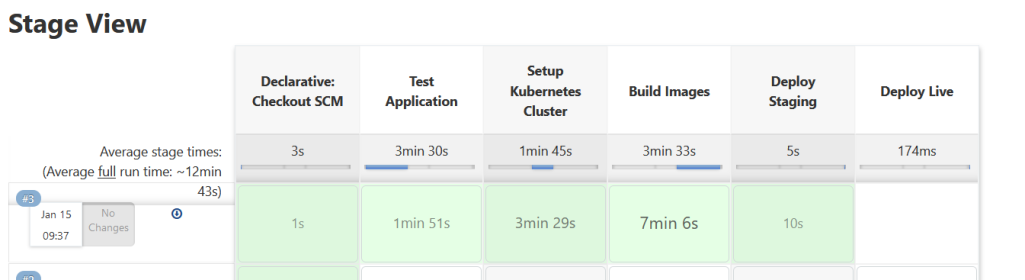 Stage View
Declarative:
Checkout SCM
Test
Application
Setup
Kubernetes
Cluster
Build Images
Deploy
Staging
Deploy Live
Average stage times:
(Average full run time: ~12min
43s)
3s
3min 30s
1min 45s
3min 33s
5s
174ms
#3
Jan 15
09:37
No
Changes
1s
1min 51s
3min 29s
7min 6s
10s